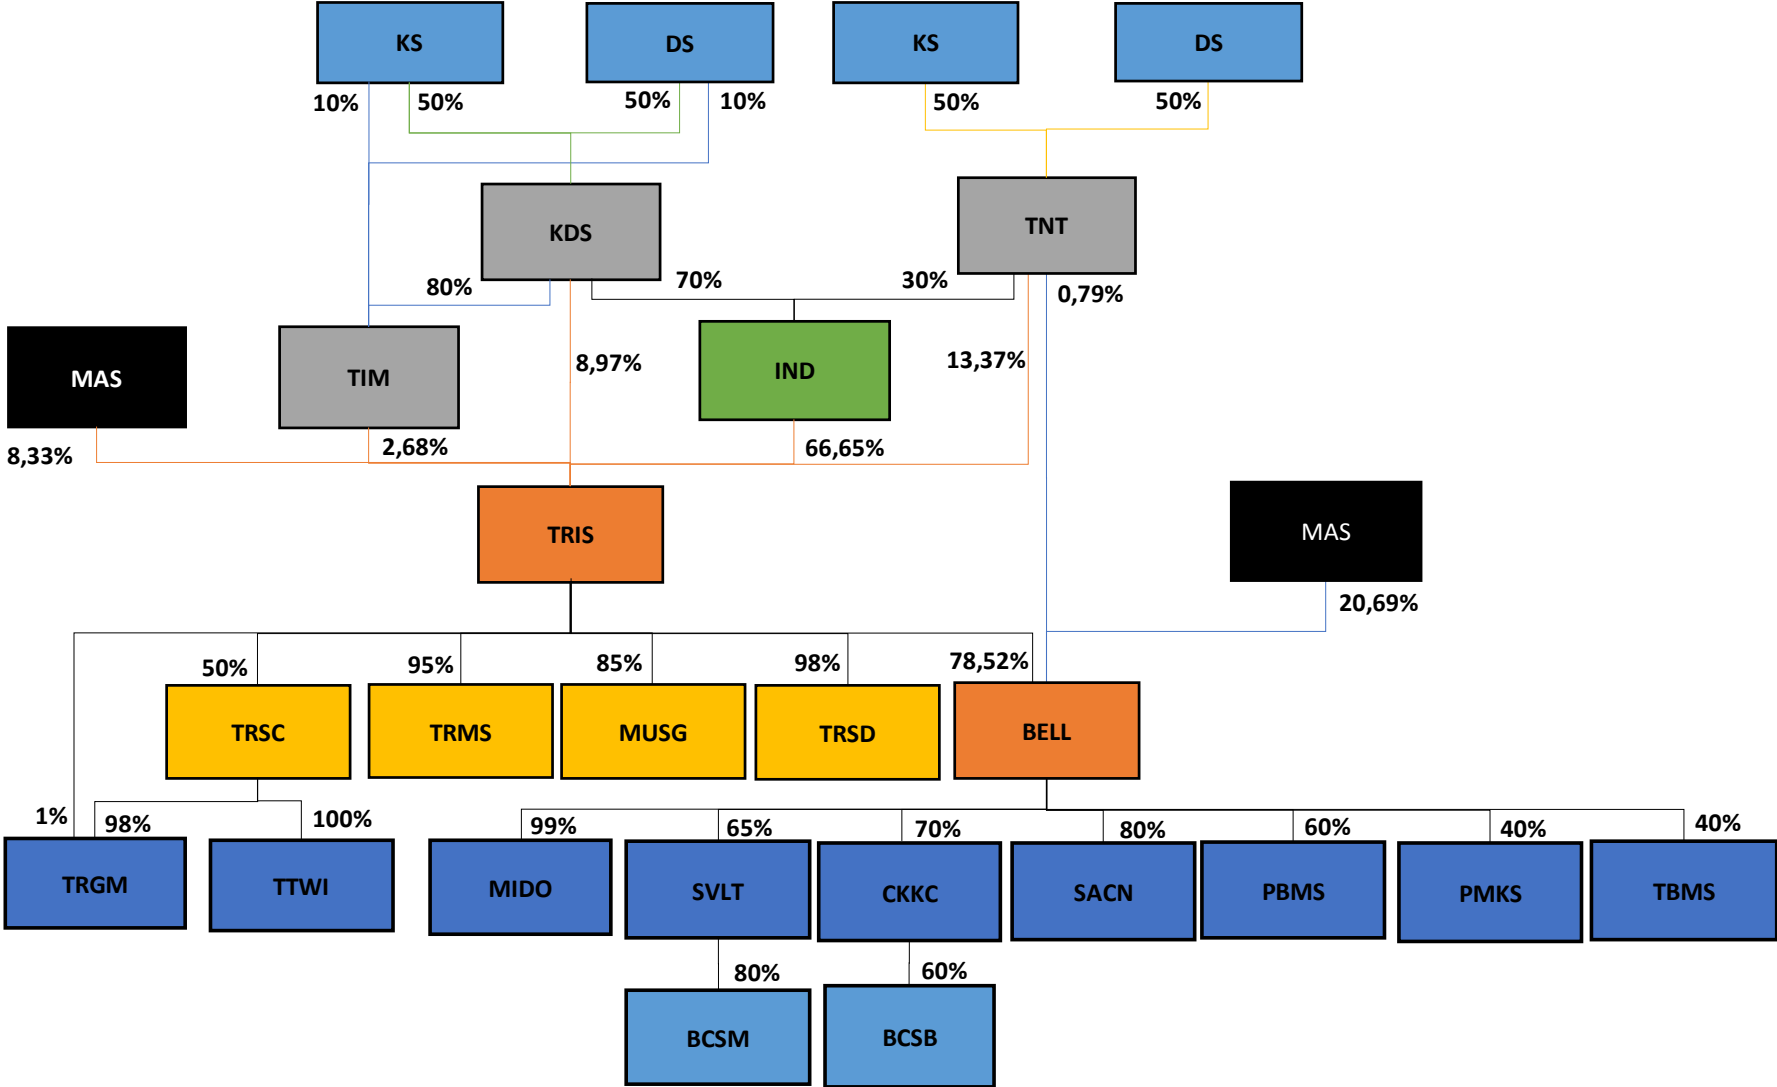 KS
DS
KS
DS
10%
50%
50%
10%
50%
50%
KDS
TNT
80%
70%
30%
0,79%
MAS
TIM
8,97%
IND
13,37%
8,33%
2,68%
66,65%
TRIS
MAS
20,69%
50%
95%
85%
98%
78,52%
TRSC
TRMS
MUSG
TRSD
BELL
1%
98%
100%
99%
65%
70%
80%
60%
40%
40%
TRGM
TTWI
MIDO
SVLT
CKKC
SACN
PBMS
PMKS
TBMS
80%
60%
BCSM
BCSB